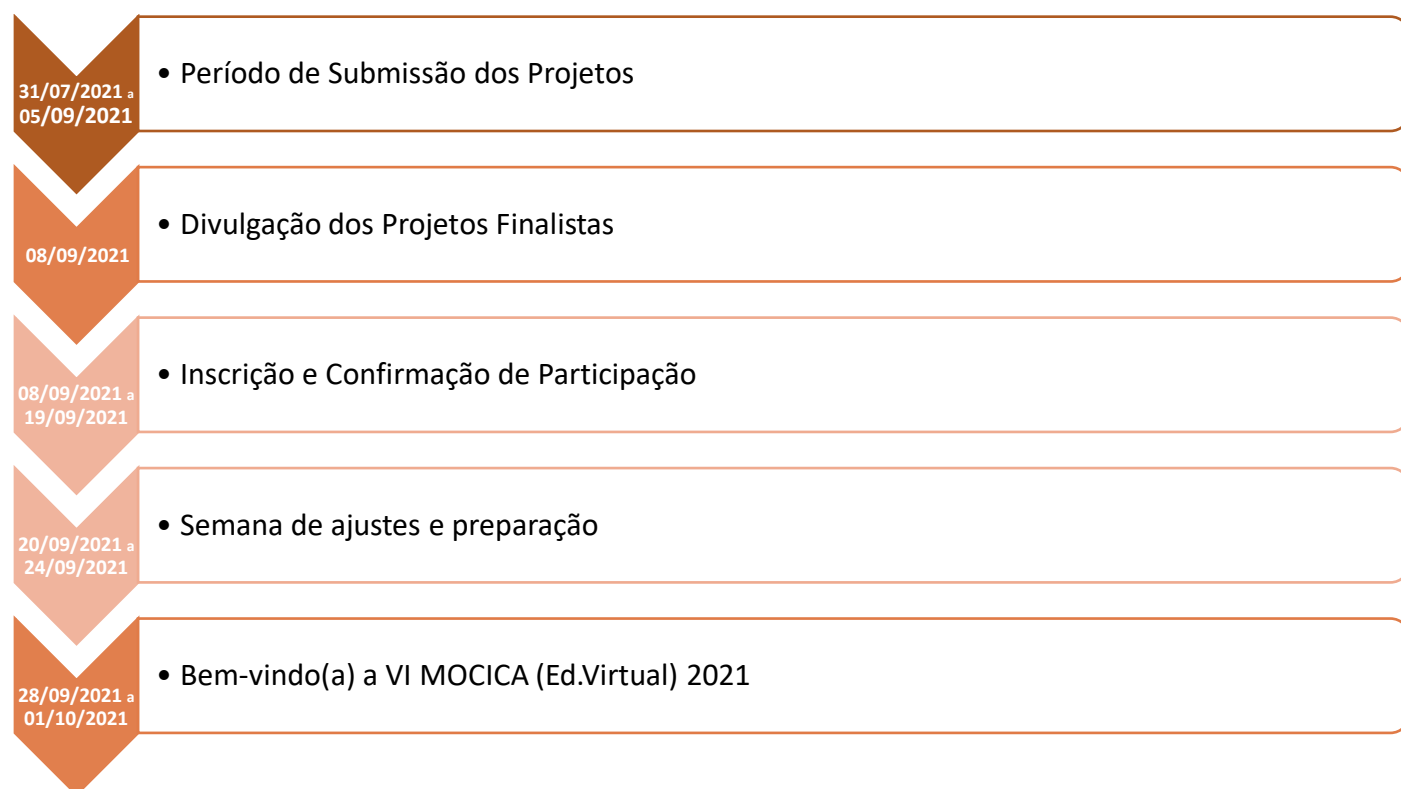 31/07/2021 a
05/09/2021
• Período de Submissão dos Projetos
08/09/2021
• Divulgação dos Projetos Finalistas
08/09/2021 a
19/09/2021
• Inscrição e Confirmação de Participação
20/09/2021 a
24/09/2021
• Semana de ajustes e preparação
28/09/2021 a
01/10/2021
• Bem-vindo(a) a VI MOCICA (Ed.Virtual) 2021